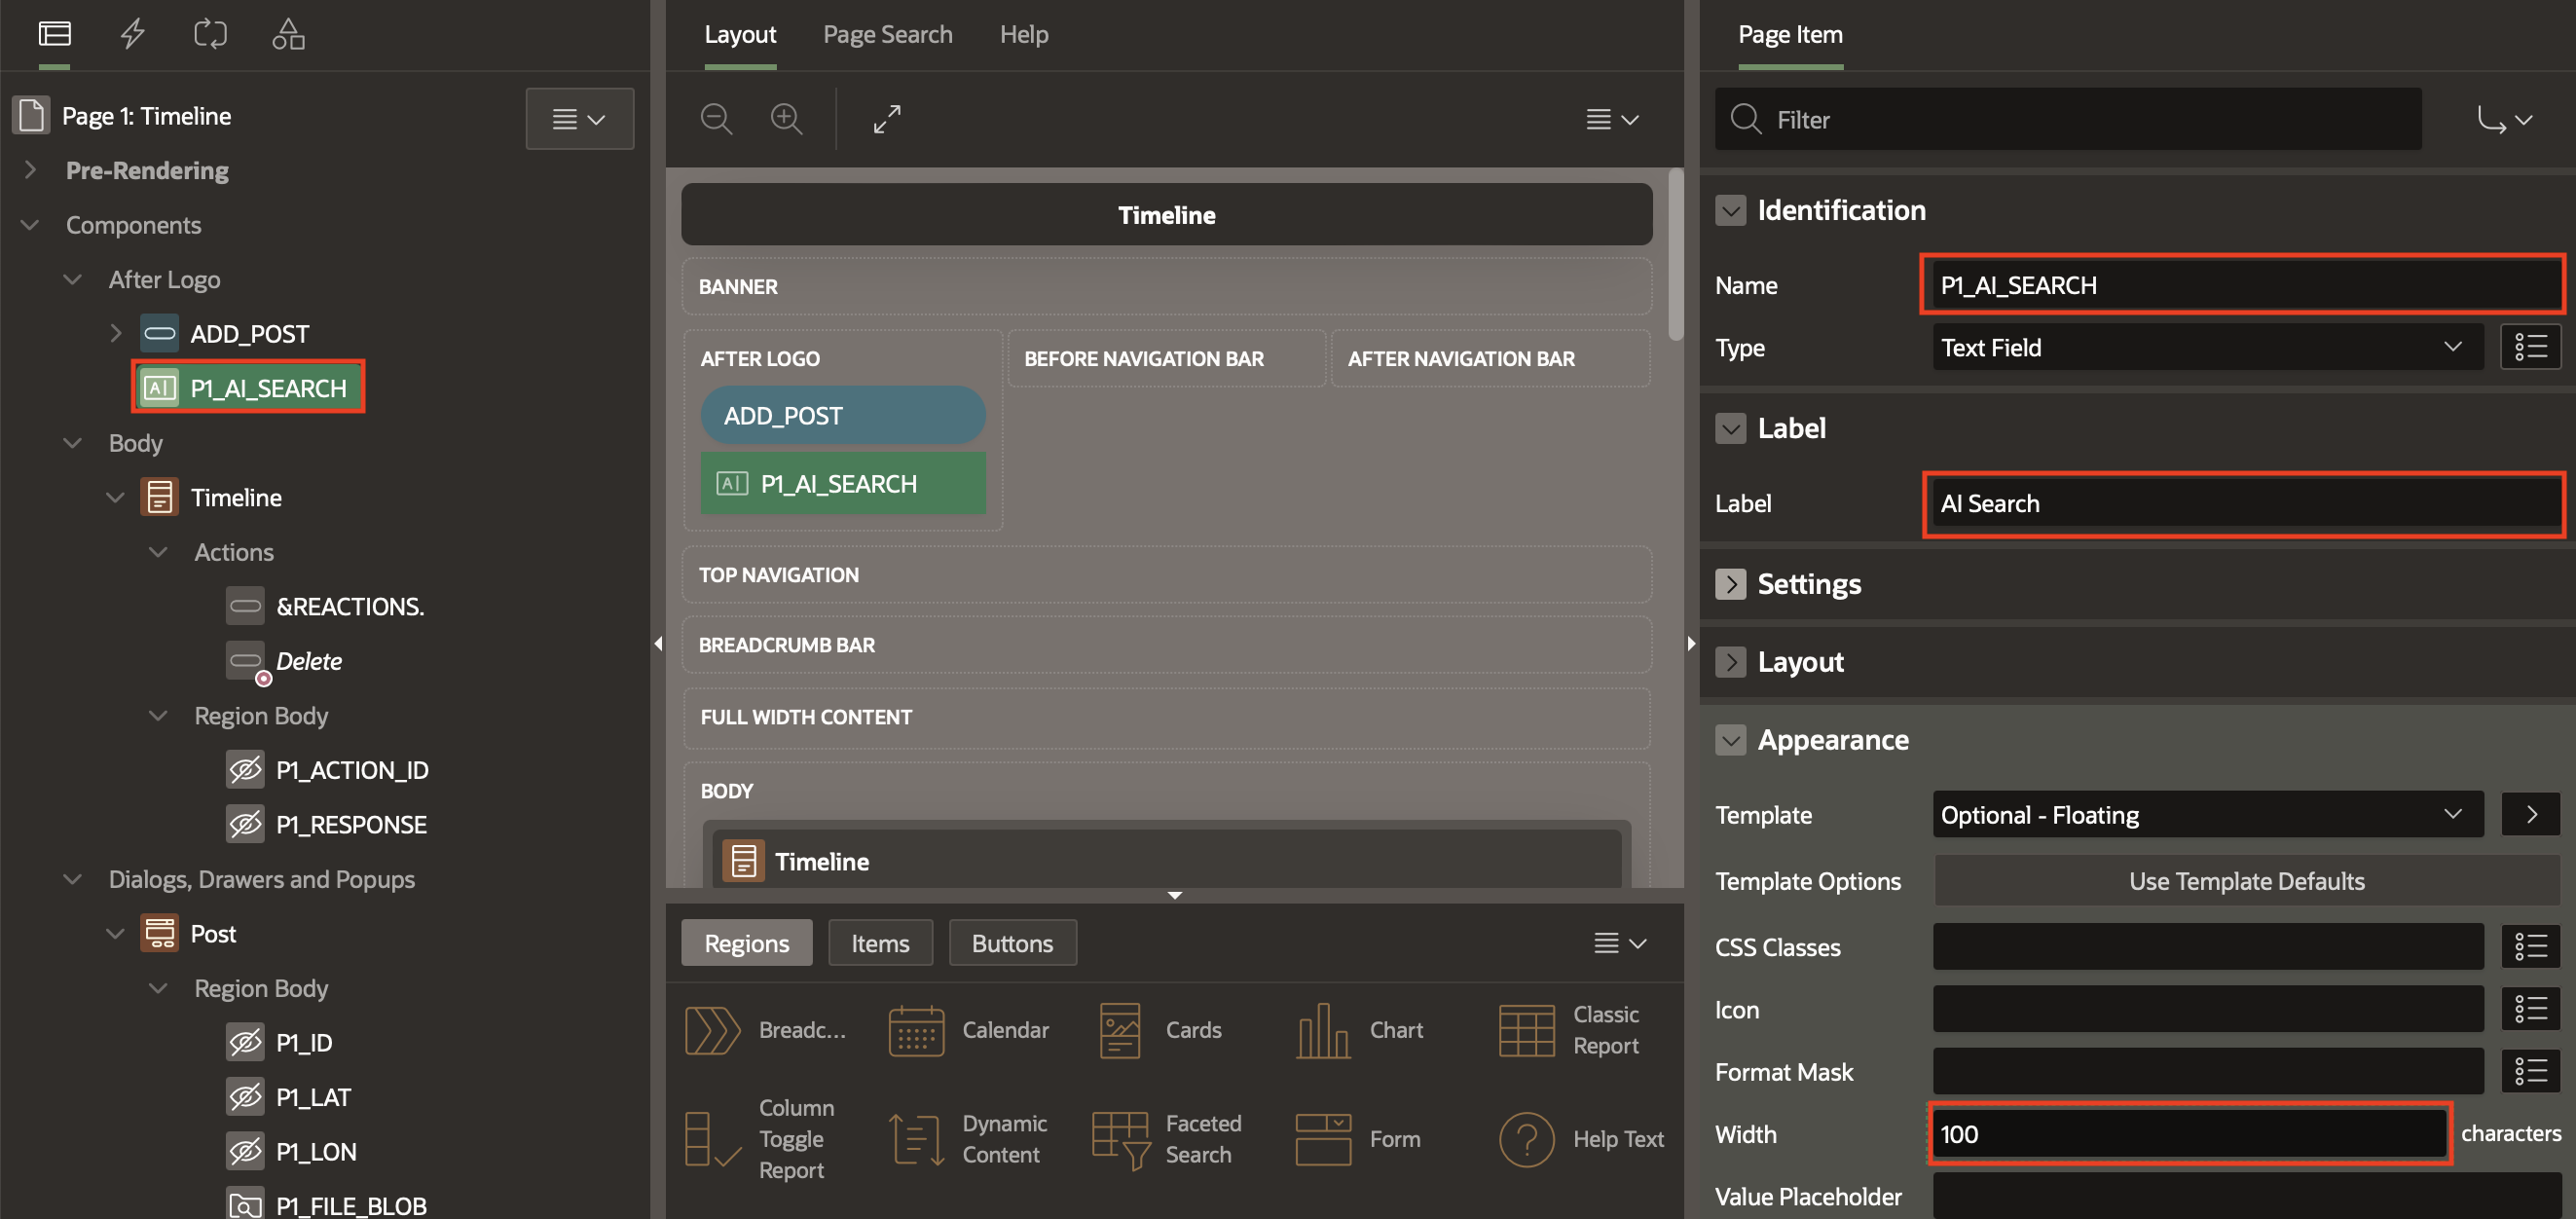 Page 1: Timeline
Pre-Rendering
Components
After Logo
ADD_POST
P1_AI_SEARCH
Body
Timeline
Actions
&REACTIONS.
Delete
Region Body
P1_ACTION_ID
P1_RESPONSE
Dialogs, Drawers and Popups
Post
Region Body
P1_ID
P1_LAT
P1_LON
P1_FILE_BLOB
Layout Page Search Help
Timeline
BANNER
AFTER LOGO BEFORE NAVIGATION BAR AFTER NAVIGATION BAR
ADD_POST
P1_AI_SEARCH
TOP NAVIGATION
BREADCRUMB BAR
FULL WIDTH CONTENT
BODY
Timeline
Regions Items Buttons
Breadc... Calendar Cards Chart Classic
Report
Column
Toggle
Report
Dynamic
Content
Faceted
Search
Form
Help Text
Page Item
Filter
Identification
Name P1_AI_SEARCH
Type Text Field
Label
Label AI Search
Settings
Layout
Appearance
Template Optional - Floating
Template Options Use Template Defaults
CSS Classes
Icon
Format Mask
Width 100 characters
Value Placeholder